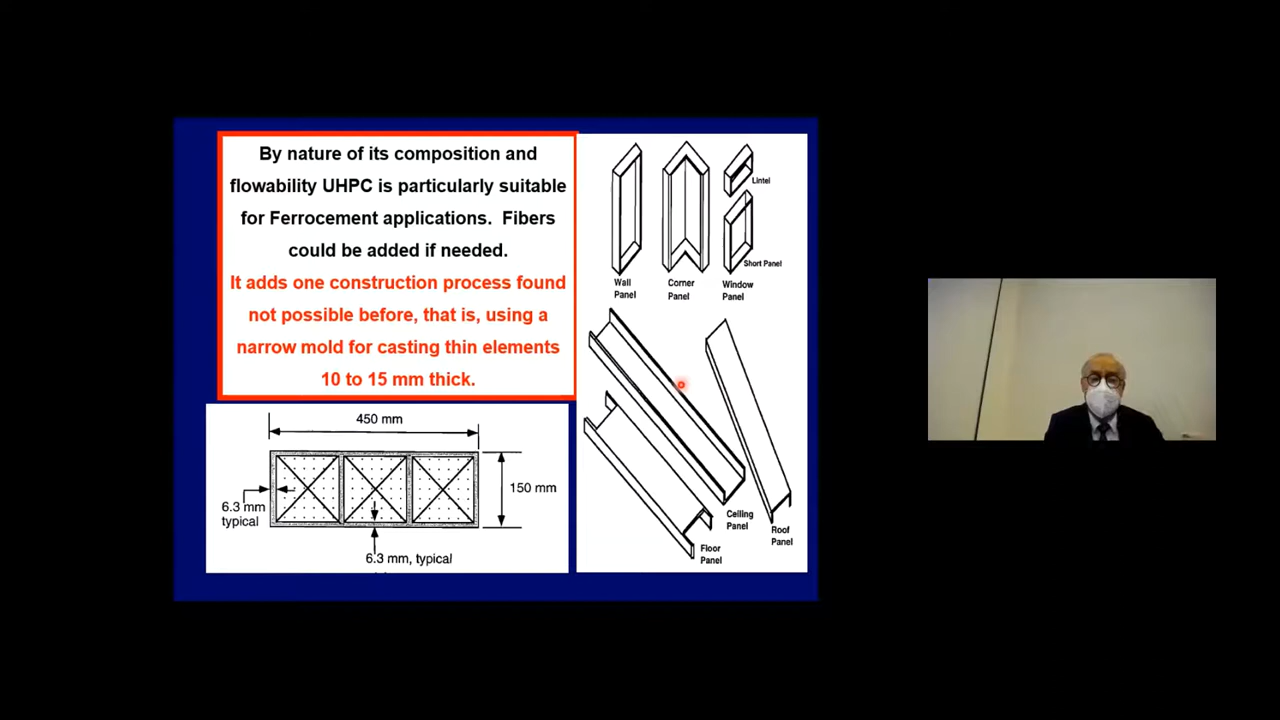 By nature of its composition and
flowability UHPC is particularly suitable
for Ferrocement applications. Fibers
could be added if needed.
It adds one construction process found
not possible before, that is, using a
narrow mold for casting thin elements
10 to 15 mm thick.
450 mm
150 mm
6.3 mm
typical
6.3 mm, typical
Lintel
Short Panel
Wall
Panel
Corner
Panel
Window
Panel
Ceiling
Panel
Roof
Panel
Floor
Panel